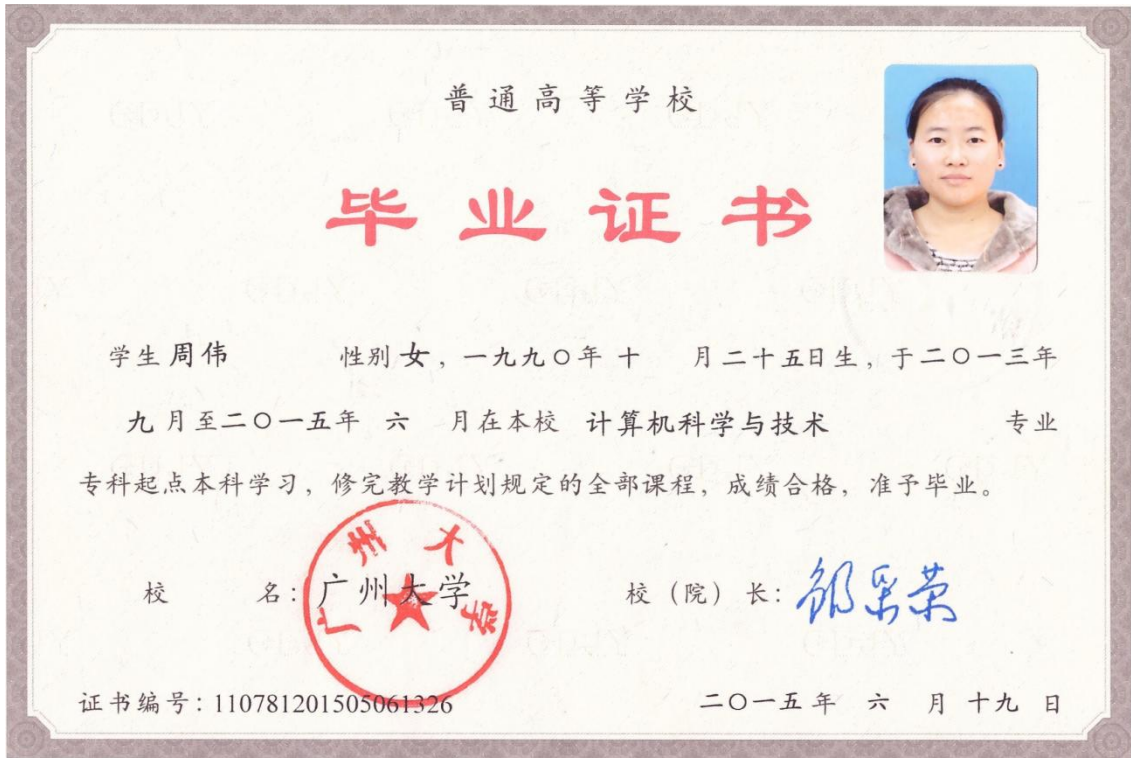 普通高等学校
毕业证书
学生 周伟 性别 女，一九九〇年 十 月二十五日生，于二〇一三年
九 月至二〇一五年 六 月在本校 计算机科学与技术 专业
专科起点本科学习，修完教学计划规定的全部课程，成绩合格，准予毕业。
校 名：广州大学
广州大学
校（院）长：
证书编号：110781201505061326
二〇一五年 六 月 十九 日